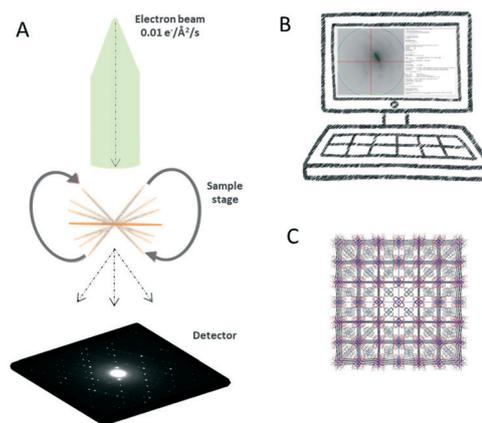 A
Electron beam
0.01 e⁻/Å²/s
Sample
stage
Detector
B
C